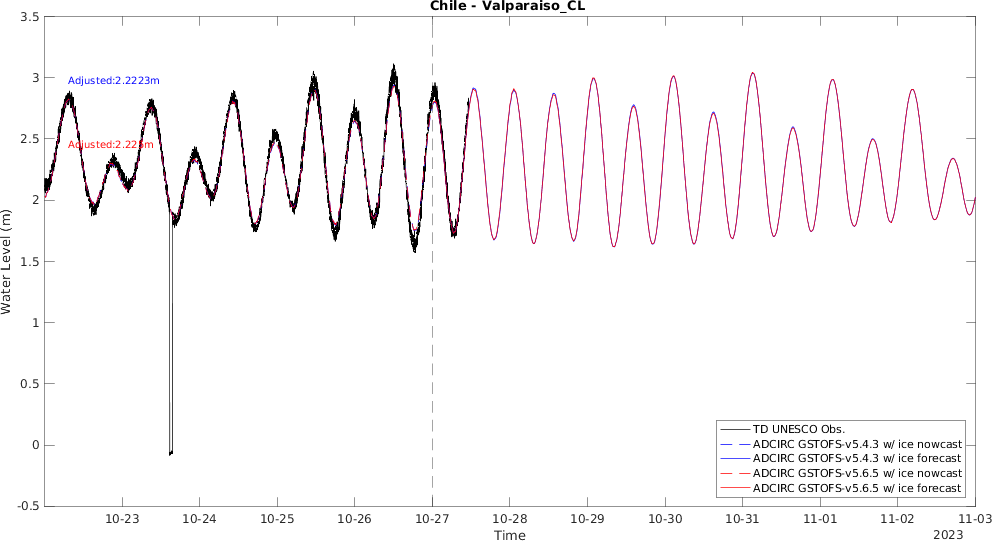 Chile - Valparaiso_CL
3.5
3
2.5
2
1.5
1
0.5
0
-0.5
Water Level (m)
Adjusted:2.2223m
Adjusted:2.225m
TD UNESCO Obs.
ADCIRC GSTOFS-v5.4.3 w/ ice nowcast
ADCIRC GSTOFS-v5.4.3 w/ ice forecast
ADCIRC GSTOFS-v5.6.5 w/ ice nowcast
ADCIRC GSTOFS-v5.6.5 w/ ice forecast
10-23 10-24 10-25 10-26 10-27 10-28 10-29 10-30 10-31 11-01 11-02 11-03
Time
2023